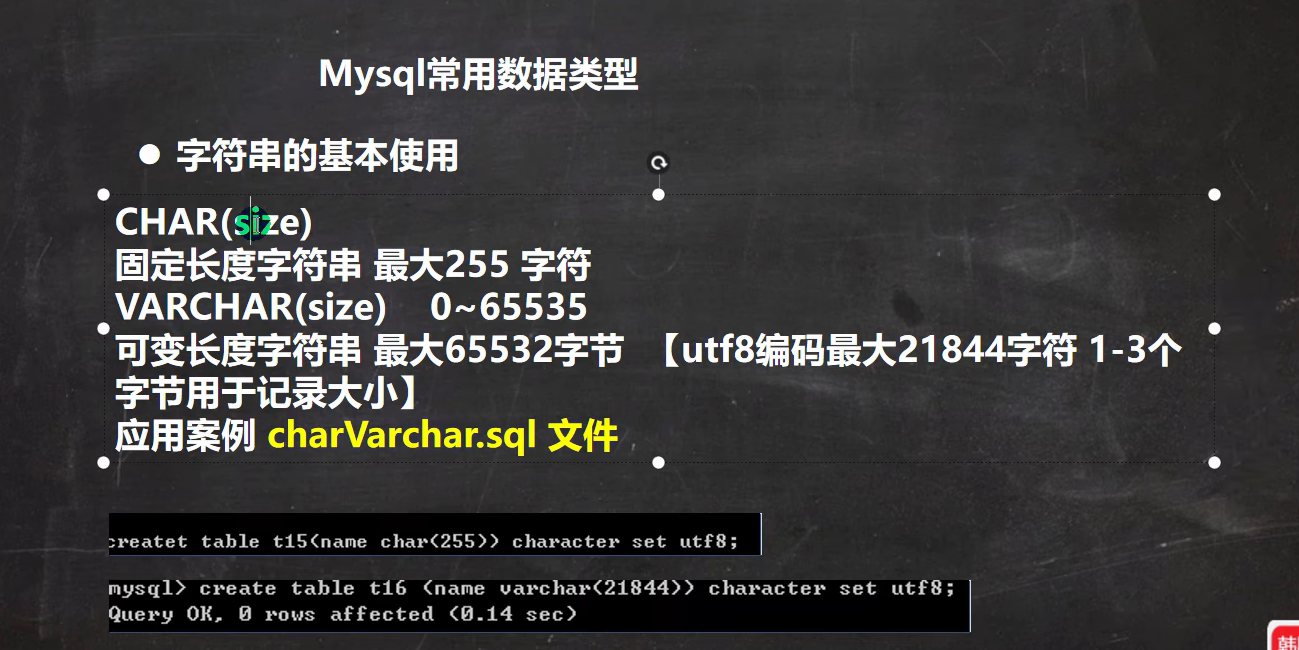 Mysql常用数据类型
● 字符串的基本使用
CHAR(size)
固定长度字符串 最大255 字符
VARCHAR(size) 0~65535
可变长度字符串 最大65532字节 【utf8编码最大21844字符 1-3个
字节用于记录大小】
应用案例 charVarchar.sql 文件
createt table t15(name char(255)) character set utf8;
mysql> create table t16 (name varchar(21844)) character set utf8;
Query OK, 0 rows affected (0.14 sec)